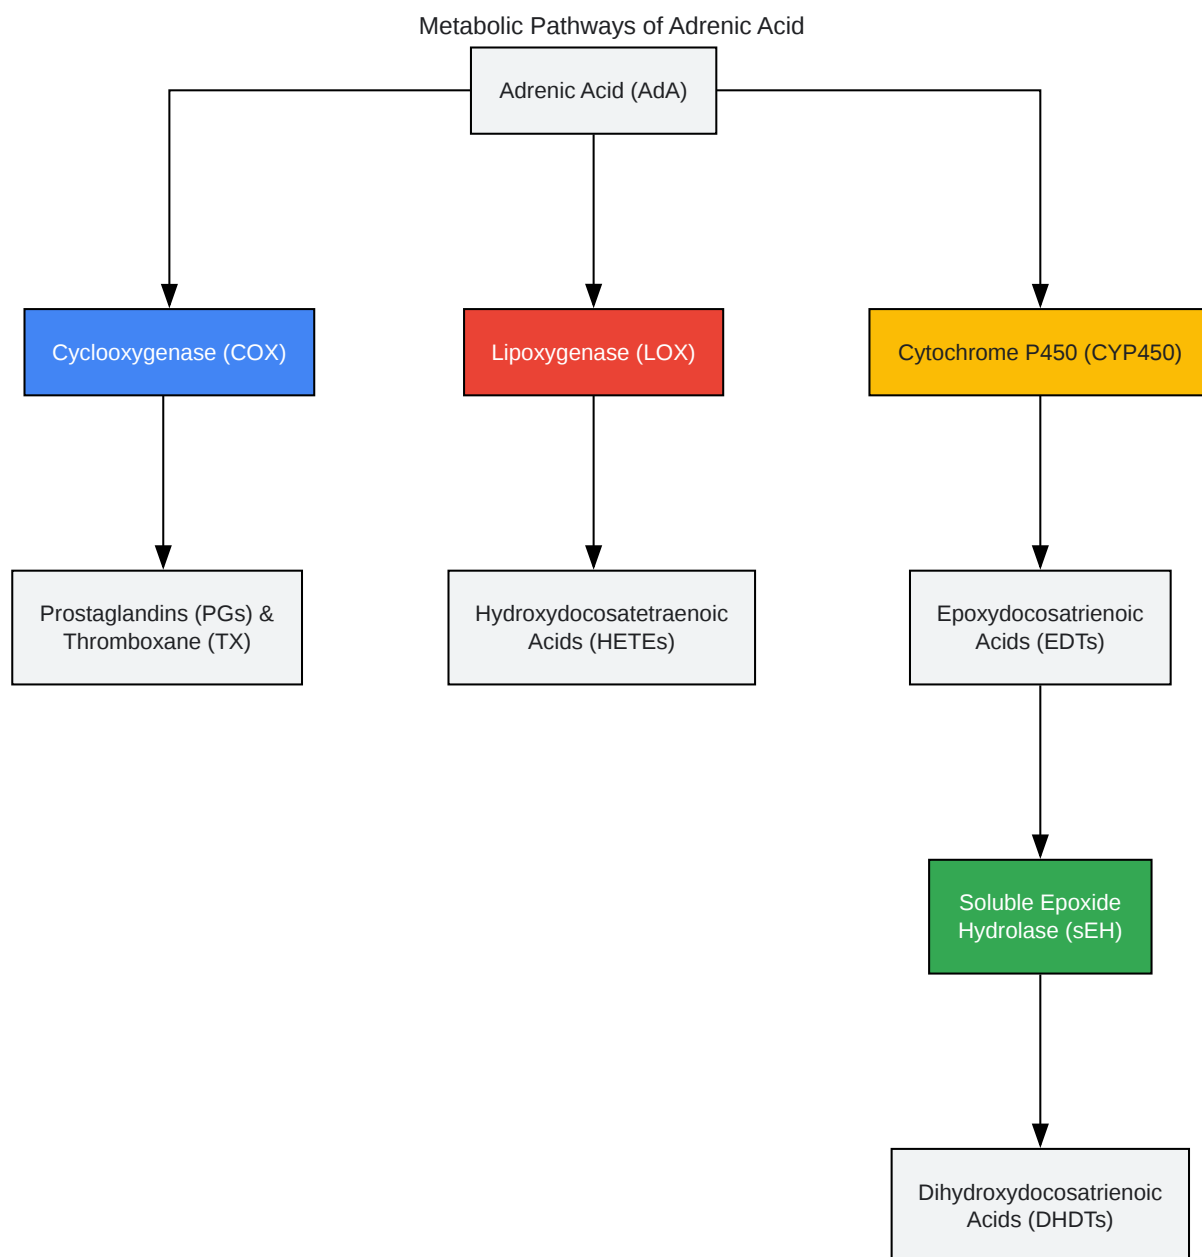 Metabolic Pathways of Adrenic Acid
Adrenic Acid (AdA)
Cyclooxygenase (COX)
Lipoxygenase (LOX)
Cytochrome P450 (CYP450)
Prostaglandins (PGs) &
Thromboxane (TX)
Hydroxydocosatetraenoic
Acids (HETEs)
Epoxydocosatrienoic
Acids (EDTs)
Soluble Epoxide
Hydrolase (sEH)
Dihydroxydocosatrienoic
Acids (DHDTs)